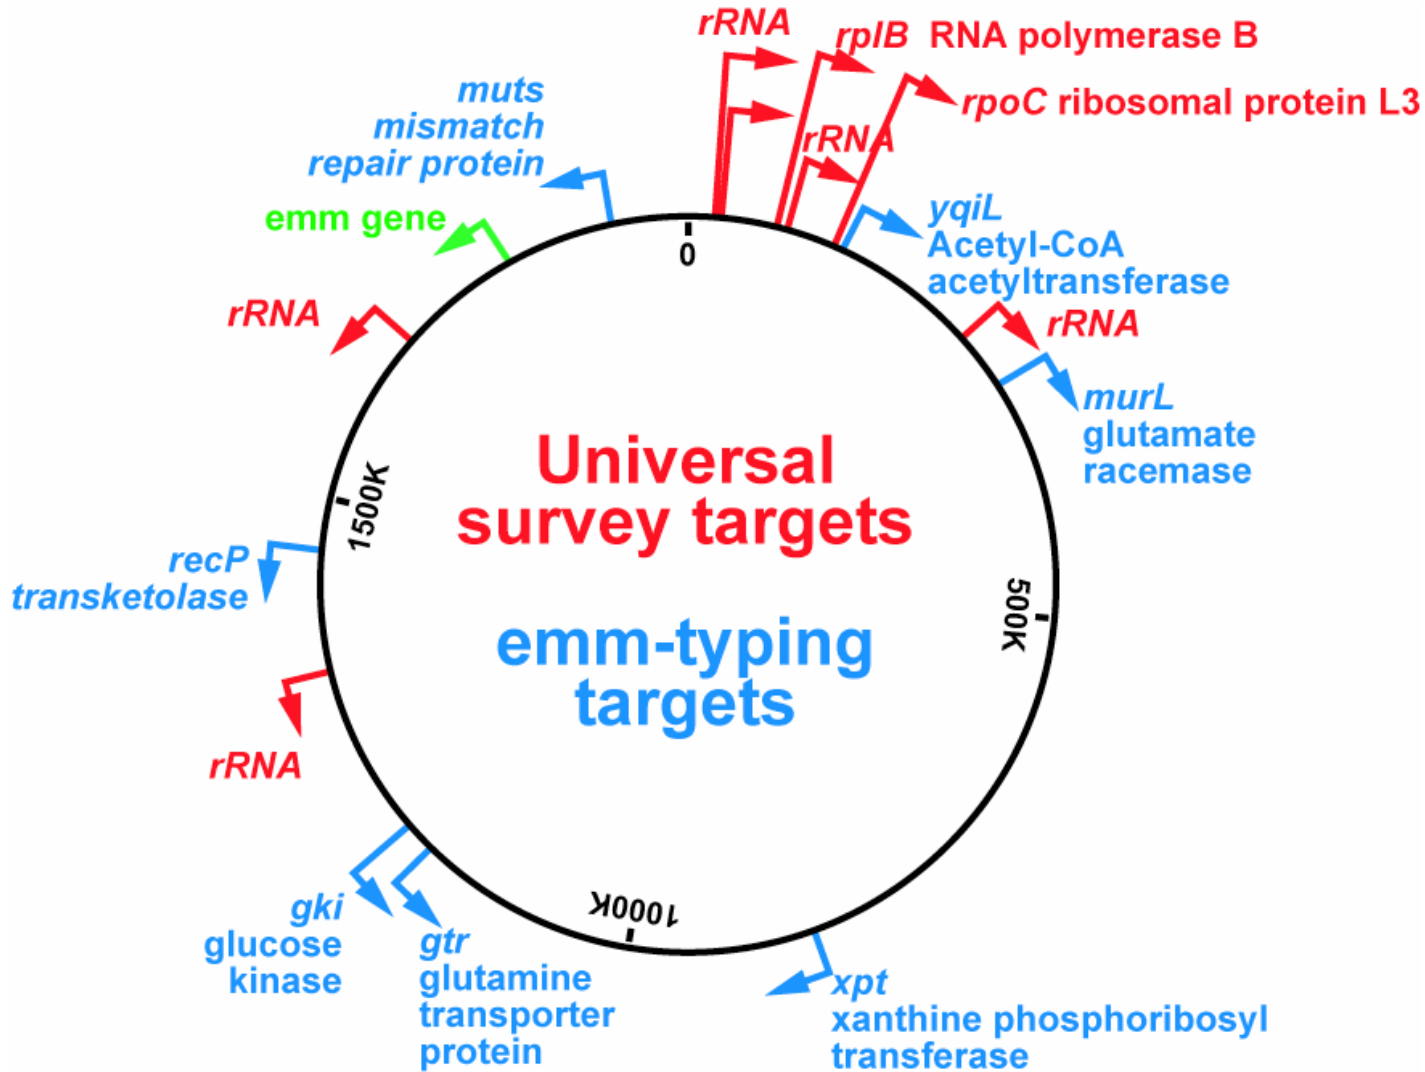 rRNA
rplB RNA polymerase B
rpoC ribosomal protein L3
rRNA
muts
mismatch
repair protein
emm gene
rRNA
0
yqiL
Acetyl-CoA
acetyltransferase
rRNA
murL
glutamate
racemase
Universal
survey targets
1500K
recP
transketolase
500K
emm-typing
targets
rRNA
1000K
gki
glucose
kinase
gtr
glutamine
transporter
protein
xpt
xanthine phosphoribosyl
transferase